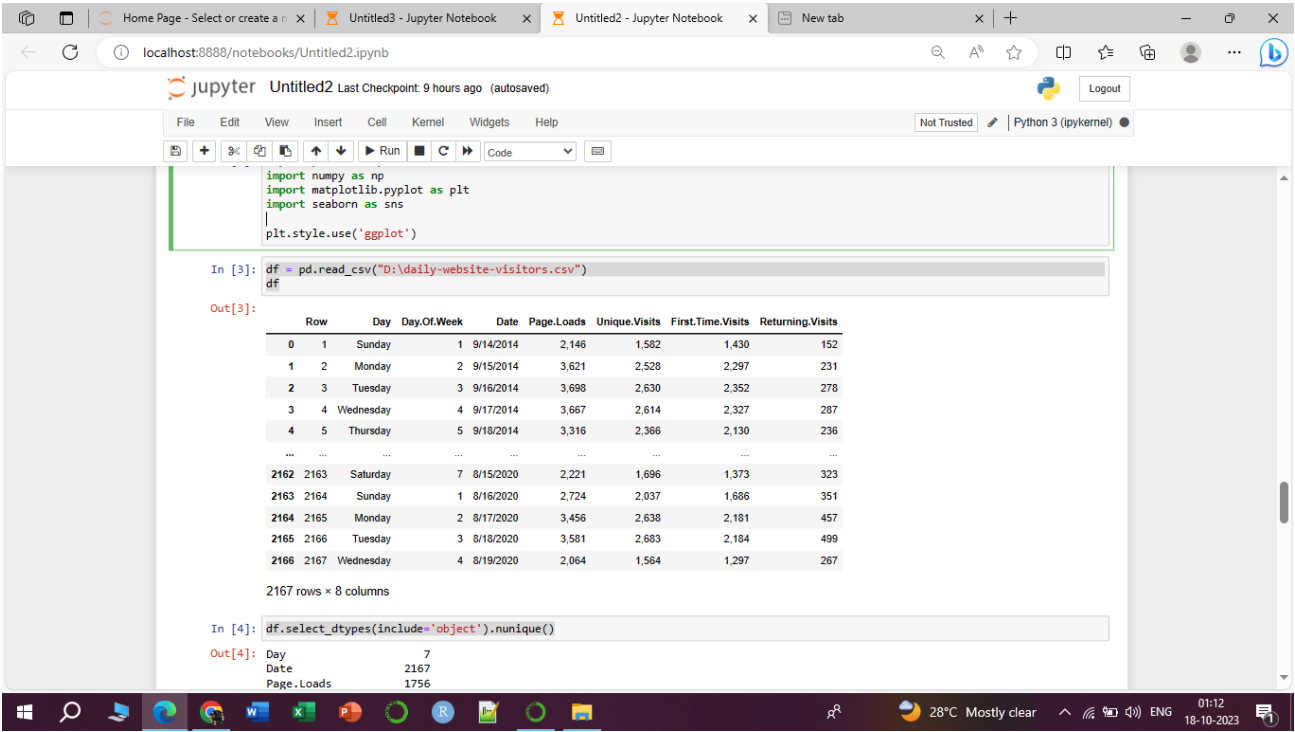 Home Page - Select or create a n
Untitled3 - Jupyter Notebook
Untitled2 - Jupyter Notebook
New tab
localhost:8888/notebooks/Untitled2.ipynb
jupyter Untitled2 Last Checkpoint: 9 hours ago (autosaved)
Logout
File Edit View Insert Cell Kernel Widgets Help
Not Trusted Python 3 (ipykernel)
Run Code
import numpy as np
import matplotlib.pyplot as plt
import seaborn as sns
plt.style.use('ggplot')
In [3]: df = pd.read_csv("D:\daily-website-visitors.csv")
df
Out[3]:
Row Day Day.Of.Week Date Page.Loads Unique.Visits First.Time.Visits Returning.Visits
0 1 Sunday 1 9/14/2014 2,146 1,582 1,430 152
1 2 Monday 2 9/15/2014 3,621 2,528 2,297 231
2 3 Tuesday 3 9/16/2014 3,698 2,630 2,352 278
3 4 Wednesday 4 9/17/2014 3,667 2,614 2,327 287
4 5 Thursday 5 9/18/2014 3,316 2,366 2,130 236
... ... ... ... ... ... ... ... ...
2162 2163 Saturday 7 8/15/2020 2,221 1,696 1,373 323
2163 2164 Sunday 1 8/16/2020 2,724 2,037 1,686 351
2164 2165 Monday 2 8/17/2020 3,456 2,638 2,181 457
2165 2166 Tuesday 3 8/18/2020 3,581 2,683 2,184 499
2166 2167 Wednesday 4 8/19/2020 2,064 1,564 1,297 267
2167 rows × 8 columns
In [4]: df.select_dtypes(include='object').nunique()
Out[4]: Day 7
Date 2167
Page.Loads 1756
28°C Mostly clear
ENG
01:12
18-10-2023